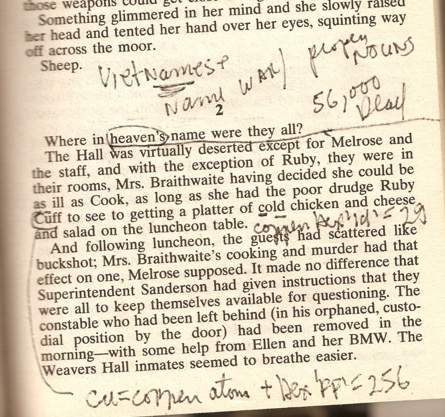 those weapons could get
Something glimmered in her mind and she slowly raised
her head and tented her hand over her eyes, squinting way
off across the moor.
Sheep.
VietNamese
Name WAR / proper NOUNS
56,000
Dead
2
Where in heaven's name were they all?
The Hall was virtually deserted except for Melrose and
the staff, and with the exception of Ruby, they were in
their rooms, Mrs. Braithwaite having decided she could be
as ill as Cook, as long as she had the poor drudge Ruby
Cuff to see to getting a platter of cold chicken and cheese
and salad on the luncheon table.
= 29
And following luncheon, the guests had scattered like
buckshot; Mrs. Braithwaite's cooking and murder had that
effect on one, Melrose supposed. It made no difference that
Superintendent Sanderson had given instructions that they
were all to keep themselves available for questioning. The
constable who had been left behind (in his orphaned, custo-
dial position by the door) had been removed in the
morning—with some help from Ellen and her BMW. The
Weavers Hall inmates seemed to breathe easier.
cu=copper atom + = 256